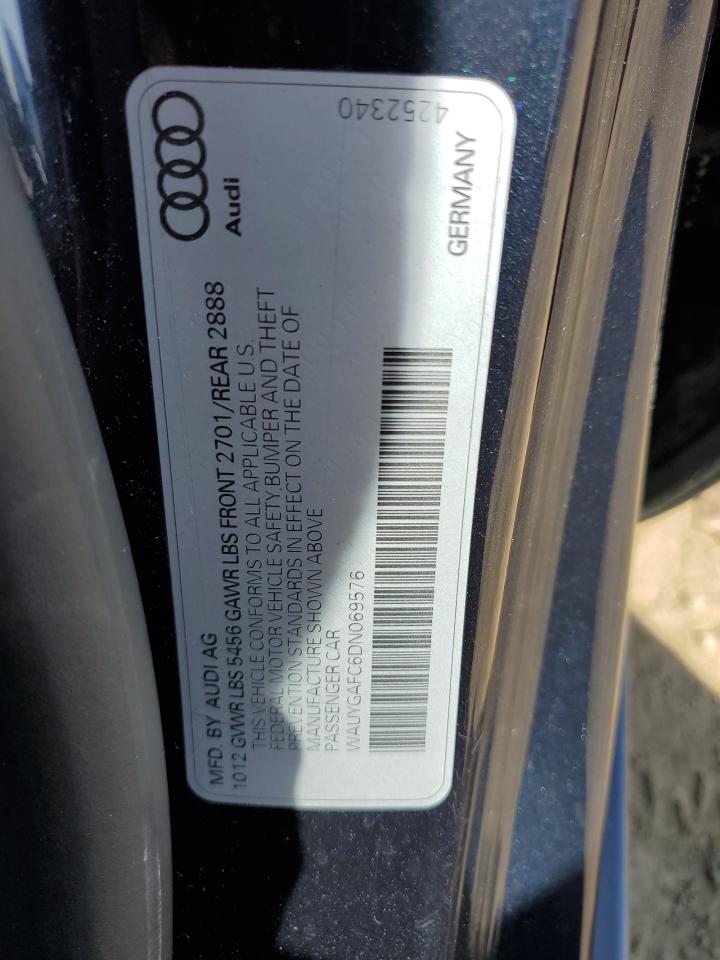 Audi
4252340
GERMANY
MFD. BY AUDI AG
1012 GVWR LBS 5456 GAWR LBS FRONT 2701/REAR 2888
THIS VEHICLE CONFORMS TO ALL APPLICABLE U.S.
FEDERAL MOTOR VEHICLE SAFETY, BUMPER AND THEFT
PREVENTION STANDARDS IN EFFECT ON THE DATE OF
MANUFACTURE SHOWN ABOVE
PASSENGER CAR
WAUYGAFC6DN069576